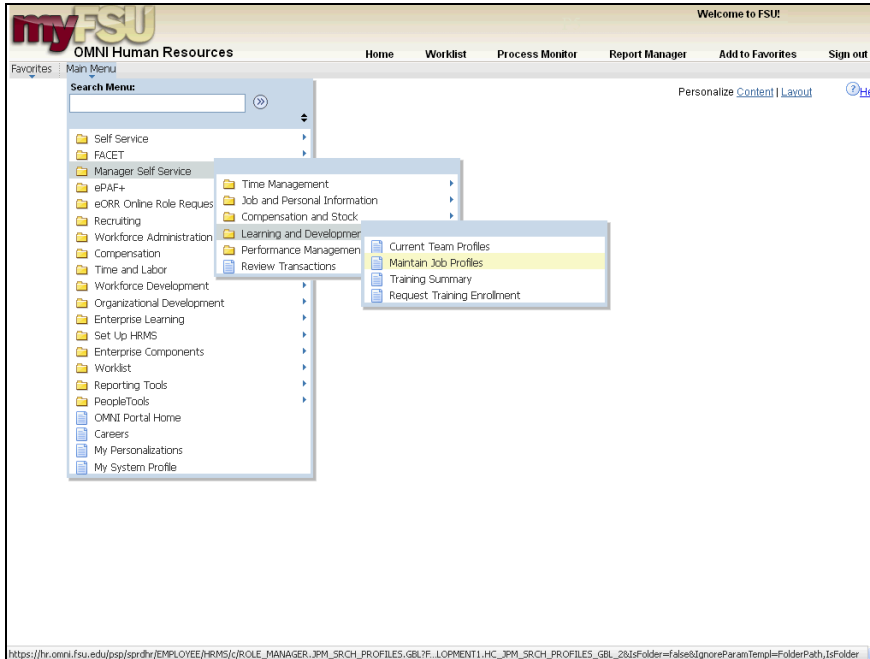 myFSU
Welcome to FSU!
OMNI Human Resources
Home Worklist Process Monitor Report Manager Add to Favorites Sign out
Favorites Main Menu
Search Menu:
Personalize Content | Layout
? He
Self Service
FACET
Manager Self Service
ePAF+
eORR Online Role Reques
Recruiting
Workforce Administration
Compensation
Time and Labor
Workforce Development
Organizational Development
Enterprise Learning
Set Up HRMS
Enterprise Components
Worklist
Reporting Tools
PeopleTools
OMNI Portal Home
Careers
My Personalizations
My System Profile
Time Management
Job and Personal Information
Compensation and Stock
Learning and Developmen
Performance Managemen
Review Transactions
Current Team Profiles
Maintain Job Profiles
Training Summary
Request Training Enrollment
https://hr.omni.fsu.edu/psp/sprdhr/EMPLOYEE/HRMS/c/ROLE_MANAGER.JPM_SRCH_PROFILES.GBL?F...LOPMENT1.HC_JPM_SRCH_PROFILES_GBL_2&IsFolder=false&IgnoreParamTempl=FolderPath,IsFolder